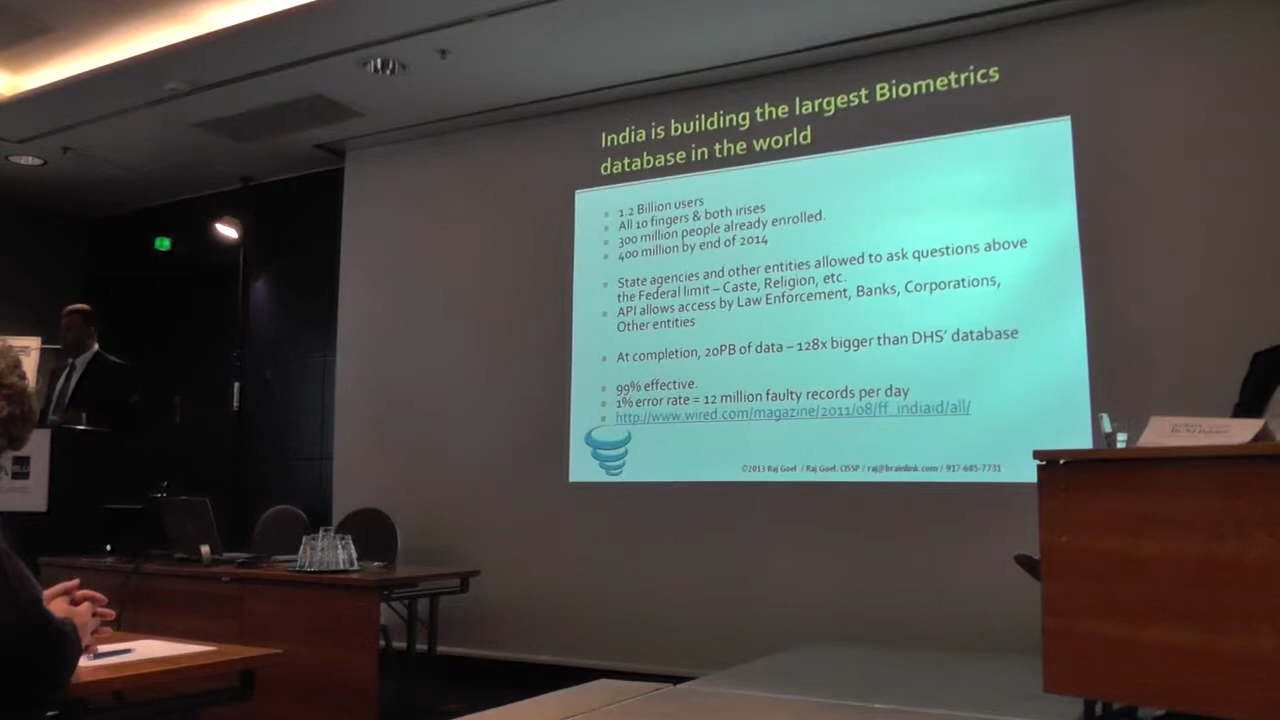 India is building the largest Biometrics
database in the world
1.2 Billion users
All 10 fingers & both irises
300 million people already enrolled.
400 million by end of 2014
State agencies and other entities allowed to ask questions above
the Federal limit – Caste, Religion, etc.
API allows access by Law Enforcement, Banks, Corporations,
Other entities
At completion, 20PB of data – 128x bigger than DHS' database
99% effective.
1% error rate = 12 million faulty records per day
http://www.wired.com/magazine/2011/08/ff_indiaid/all/
©2013 Raj Goel / Raj Goel, CISSP / raj@brainlink.com / 917-685-7731
BLU